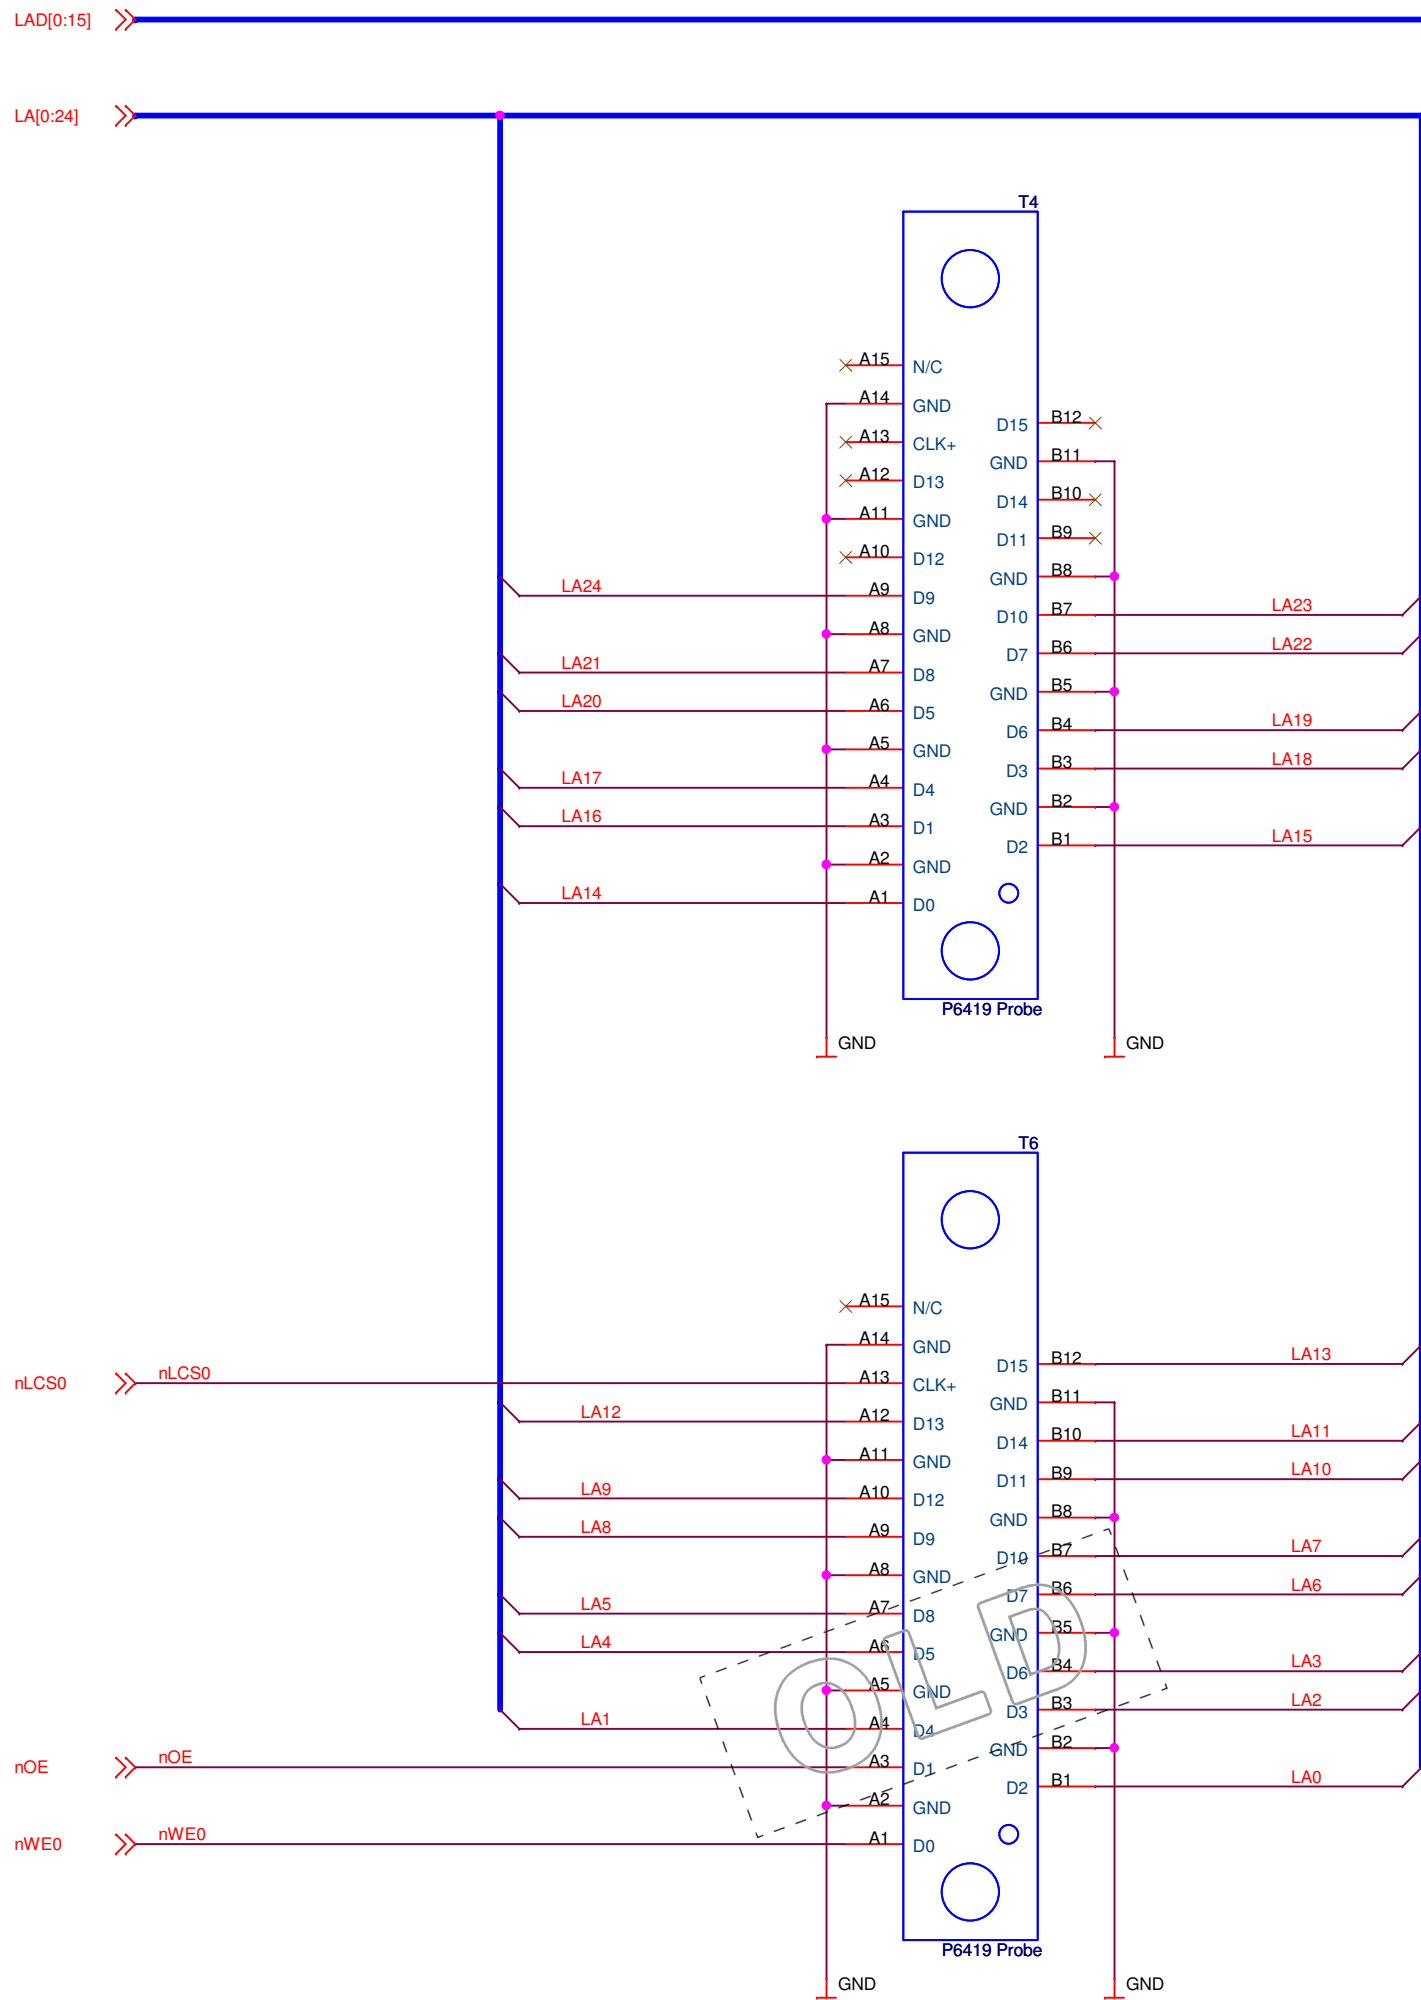 LAD[0:15]
LA[0:24]
T4
A15 N/C
A14 GND
D15 B12
A13 CLK+
GND B11
A12 D13
D14 B10
A11 GND
D11 B9
A10 D12
GND B8
LA24 A9 D9
D10 B7 LA23
A8 GND
D7 B6 LA22
LA21 A7 D8
GND B5
LA20 A6 D5
D6 B4 LA19
A5 GND
D3 B3 LA18
LA17 A4 D4
GND B2
LA16 A3 D1
D2 B1 LA15
A2 GND
LA14 A1 D0
P6419 Probe
GND GND
T6
A15 N/C
A14 GND
D15 B12 LA13
nLCS0 nLCS0 A13 CLK+
GND B11
LA12 A12 D13
D14 B10 LA11
A11 GND
D11 B9 LA10
LA9 A10 D12
GND B8
LA8 A9 D9
D10 B7 LA7
A8 GND
D7 B6 LA6
LA5 A7 D8
GND B5
LA4 A6 D5
D6 B4 LA3
A5 GND
D3 B3 LA2
LA1 A4 D4
GND B2
nOE nOE A3 D1
D2 B1 LA0
A2 GND
nWE0 nWE0 A1 D0
OLD
P6419 Probe
GND GND